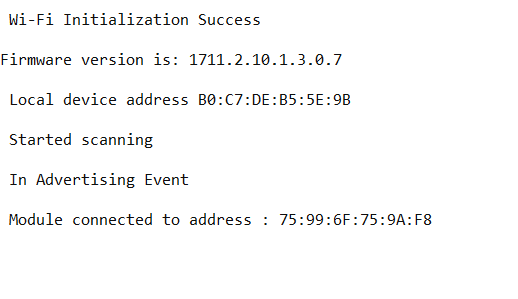 Wi-Fi Initialization Success
Firmware version is: 1711.2.10.1.3.0.7
Local device address B0:C7:DE:B5:5E:9B
Started scanning
In Advertising Event
Module connected to address : 75:99:6F:75:9A:F8